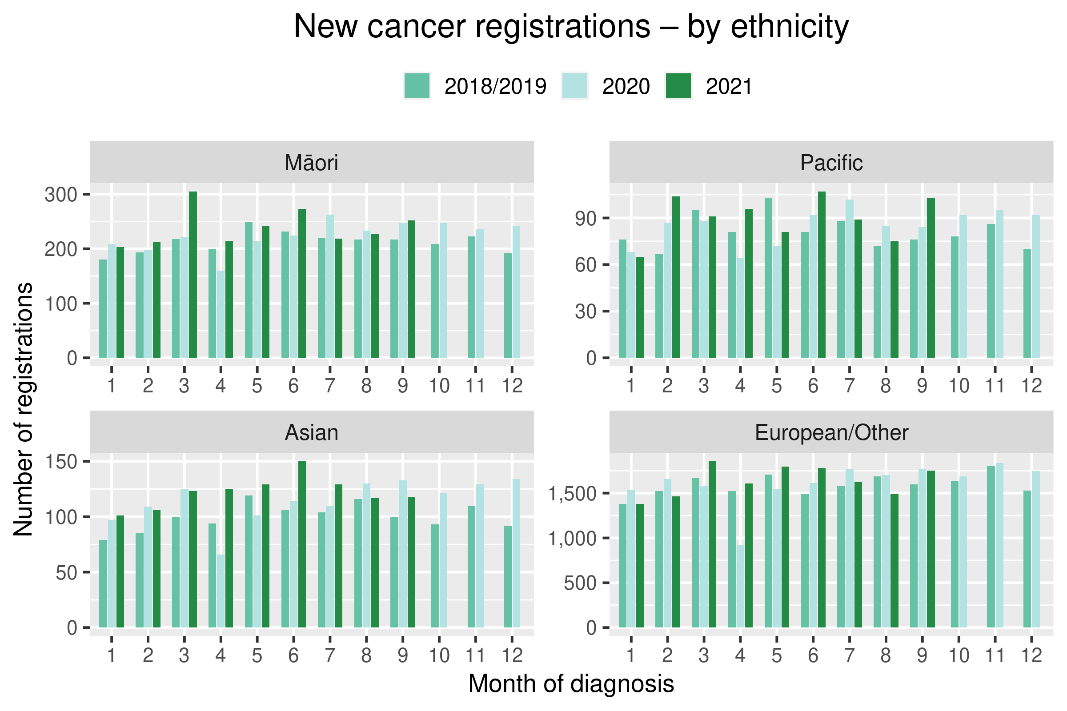 New cancer registrations – by ethnicity
2018/2019 2020 2021
Māori Pacific
300
200
100
0
90
60
30
0
1 2 3 4 5 6 7 8 9 10 11 12
1 2 3 4 5 6 7 8 9 10 11 12
Number of registrations
Asian European/Other
150
100
50
0
1,500
1,000
500
0
1 2 3 4 5 6 7 8 9 10 11 12
1 2 3 4 5 6 7 8 9 10 11 12
Month of diagnosis